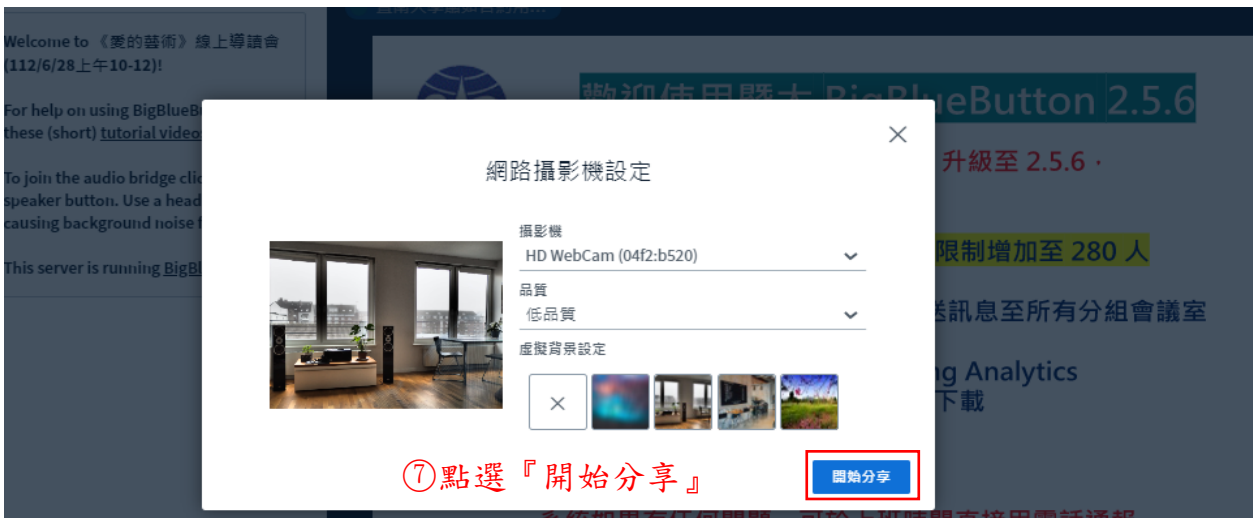 Welcome to 《愛的藝術》線上導讀會
(112/6/28上午10-12)!
For help on using BigBlueB
these (short) tutorial video
To join the audio bridge clic
speaker button. Use a head
causing background noise f
This server is running BigBl
歡迎使用暨大 BigBlueButton 2.5.6
升級至 2.5.6，
限制增加至 280 人
送訊息至所有分組會議室
ng Analytics
下載
網路攝影機設定
攝影機
HD WebCam (04f2:b520)
品質
低品質
虛擬背景設定
⑦點選『開始分享』
開始分享